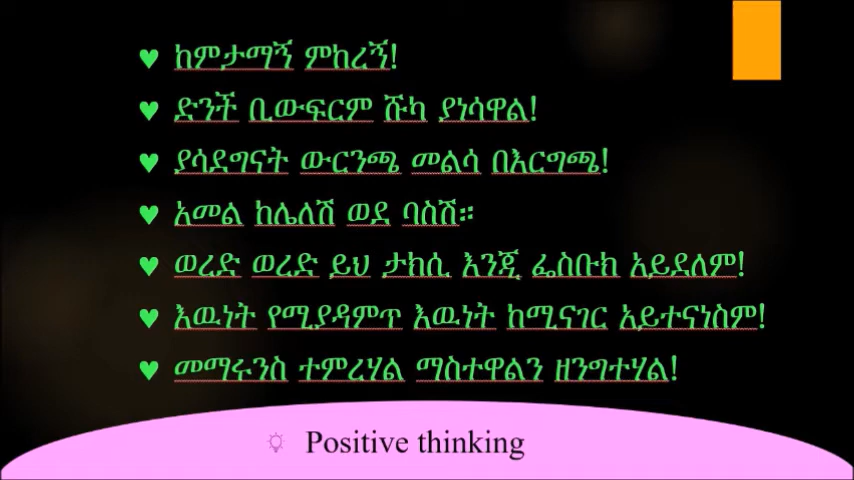 ♥ ከምታማኝ ምከረኝ!
♥ ድንች ቢውፍርም ሹካ ያነሳዋል!
♥ ያሳደግናት ውርንጫ መልሳ በእርግጫ!
♥ አመል ከሌለሽ ወደ ባስሽ።
♥ ወረድ ወረድ ይህ ታክሲ እንጂ ፌስቡክ አይደለም!
♥ እዉነት የሚያዳምጥ እዉነት ከሚናገር አይተናነስም!
♥ መማሩንስ ተምረሃል ማስተዋልን ዘንግተሃል!
Positive thinking